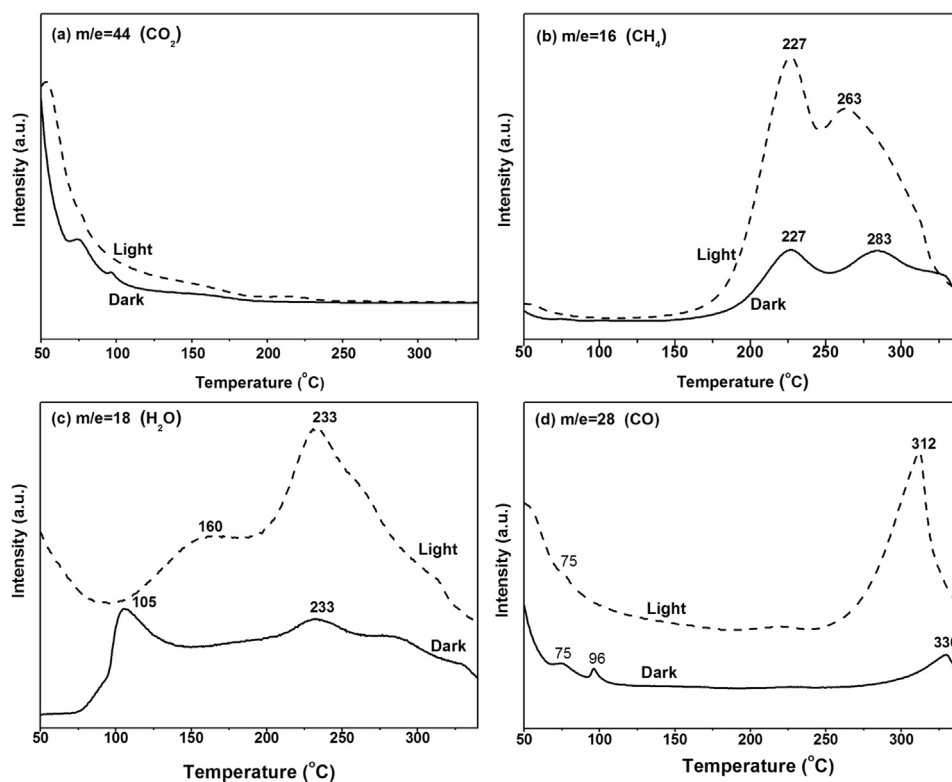 (a) m/e=44 (CO₂)
Intensity (a.u.)
Light
Dark
50 100 150 200 250 300
Temperature (°C)
(b) m/e=16 (CH₄)
Intensity (a.u.)
227
263
Light
227
283
Dark
50 100 150 200 250 300
Temperature (°C)
(c) m/e=18 (H₂O)
Intensity (a.u.)
233
160
Light
105
233
Dark
50 100 150 200 250 300
Temperature (°C)
(d) m/e=28 (CO)
Intensity (a.u.)
312
75
Light
75
96
Dark
50 100 150 200 250 300
Temperature (°C)